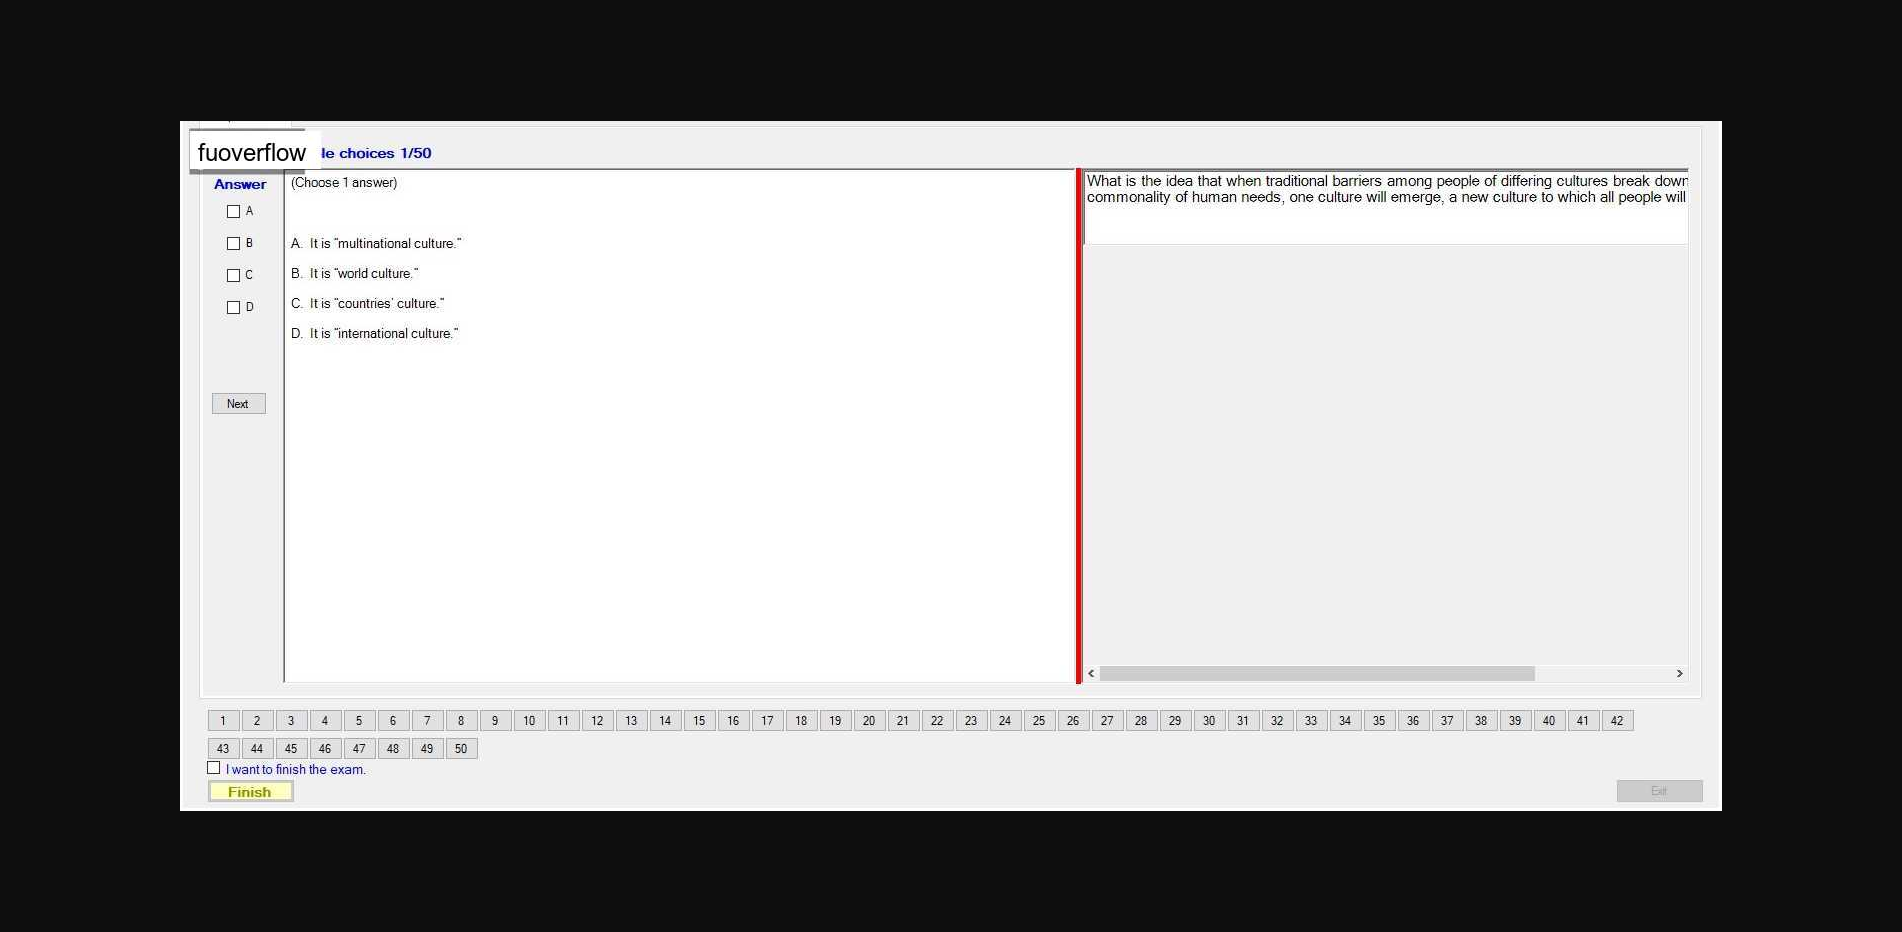 fuoverflow
le choices 1/50
Answer
(Choose 1 answer)
A
B
C
D
A. It is "multinational culture."
B. It is "world culture."
C. It is "countries' culture."
D. It is "international culture."
Next
What is the idea that when traditional barriers among people of differing cultures break down
commonality of human needs, one culture will emerge, a new culture to which all people will
1 2 3 4 5 6 7 8 9 10 11 12 13 14 15 16 17 18 19 20 21 22 23 24 25 26 27 28 29 30 31 32 33 34 35 36 37 38 39 40 41 42
43 44 45 46 47 48 49 50
I want to finish the exam.
Finish
Exit